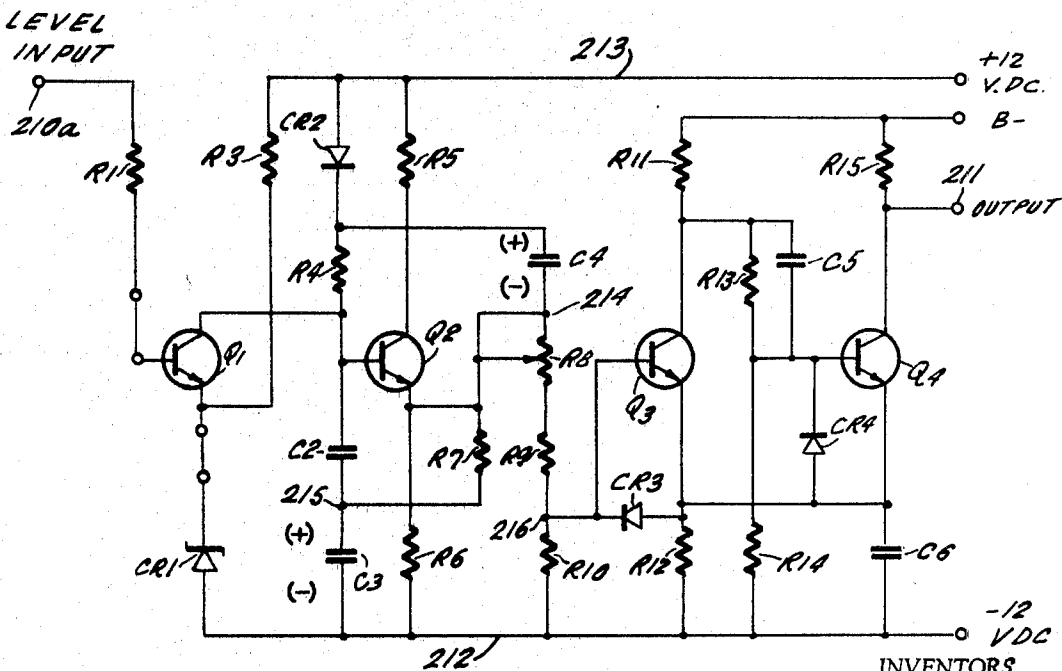 LEVEL
INPUT
210a
213
+12
V.DC.
B-
R1
R3
CR2
R5
R11
R15
211
OUTPUT
R4
(+)
C4
(-)
214
R13
C5
Q1
Q2
R8
Q3
Q4
C2
R7
R9
CR4
215
CR3
216
(+)
CR1
C3
(-)
R6
R10
R12
R14
C6
212
-12
VDC
INVENTORS